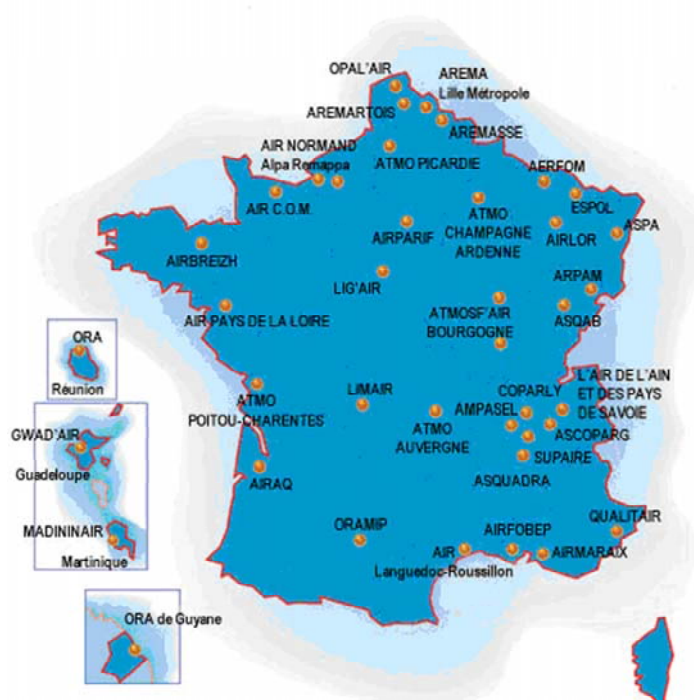 OPAL'AIR
AREMA
Lille Métropole
AREMARTOIS
AREMASSE
AIR NORMAND
Alpa Remappa
ATMO PICARDIE
AERFOM
AIR C.O.M.
ESPOL
ATMO
CHAMPAGNE
ARDENNE
ASPA
AIRPARIF
AIRLOR
AIRBREIZH
LIG'AIR
ARPAM
AIR PAYS DE LA LOIRE
ATMOSF'AIR
BOURGOGNE
ASQAB
ORA
Réunion
L'AIR DE L'AIN
ET DES PAYS
DE SAVOIE
ATMO
POITOU-CHARENTES
LIMAIR
COPARLY
AMPASEL
ATMO
AUVERGNE
ASCOPARG
GWAD'AIR
Guadeloupe
SUPAIRE
AIRAQ
ASQUADRA
MADININAIR
Martinique
ORAMIP
AIRFOBEP
QUALITAIR
AIR
Languedoc-Roussillon
AIRMARAIX
ORA de Guyane